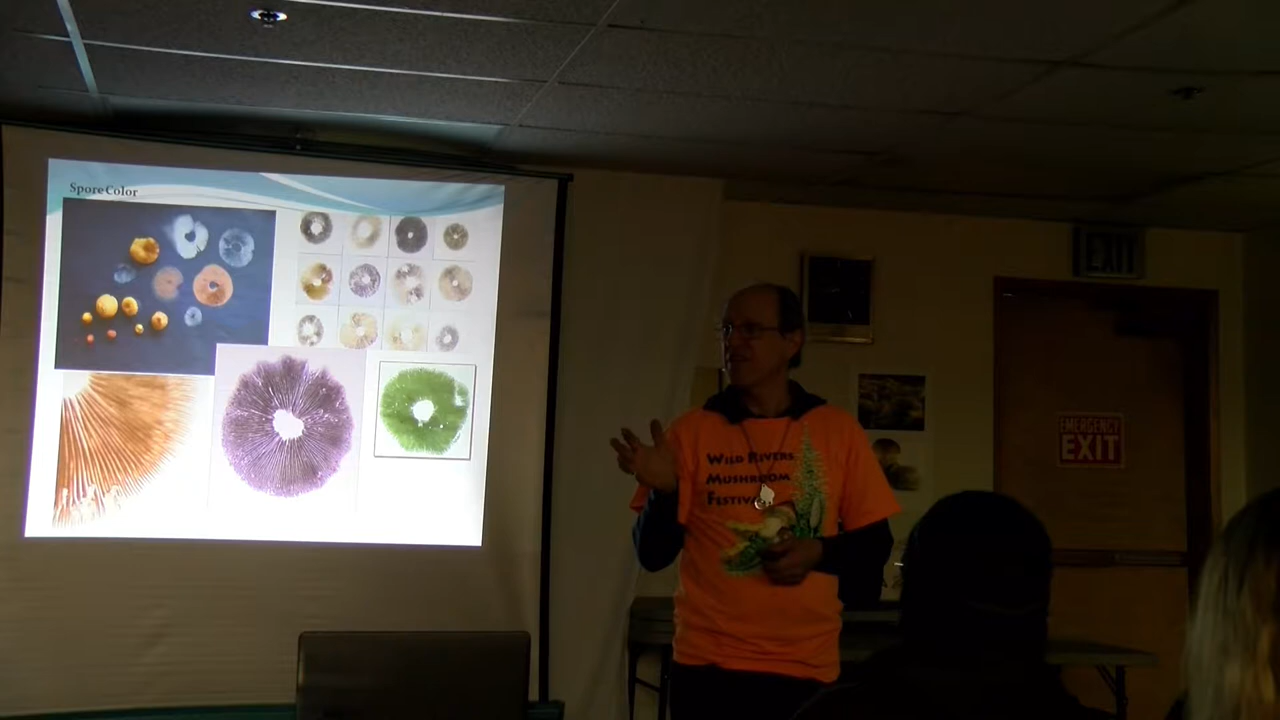 Spore Color
EXIT
WILD RIVERS
MUSHROOM
FESTIVAL
EMERGENCY
EXIT